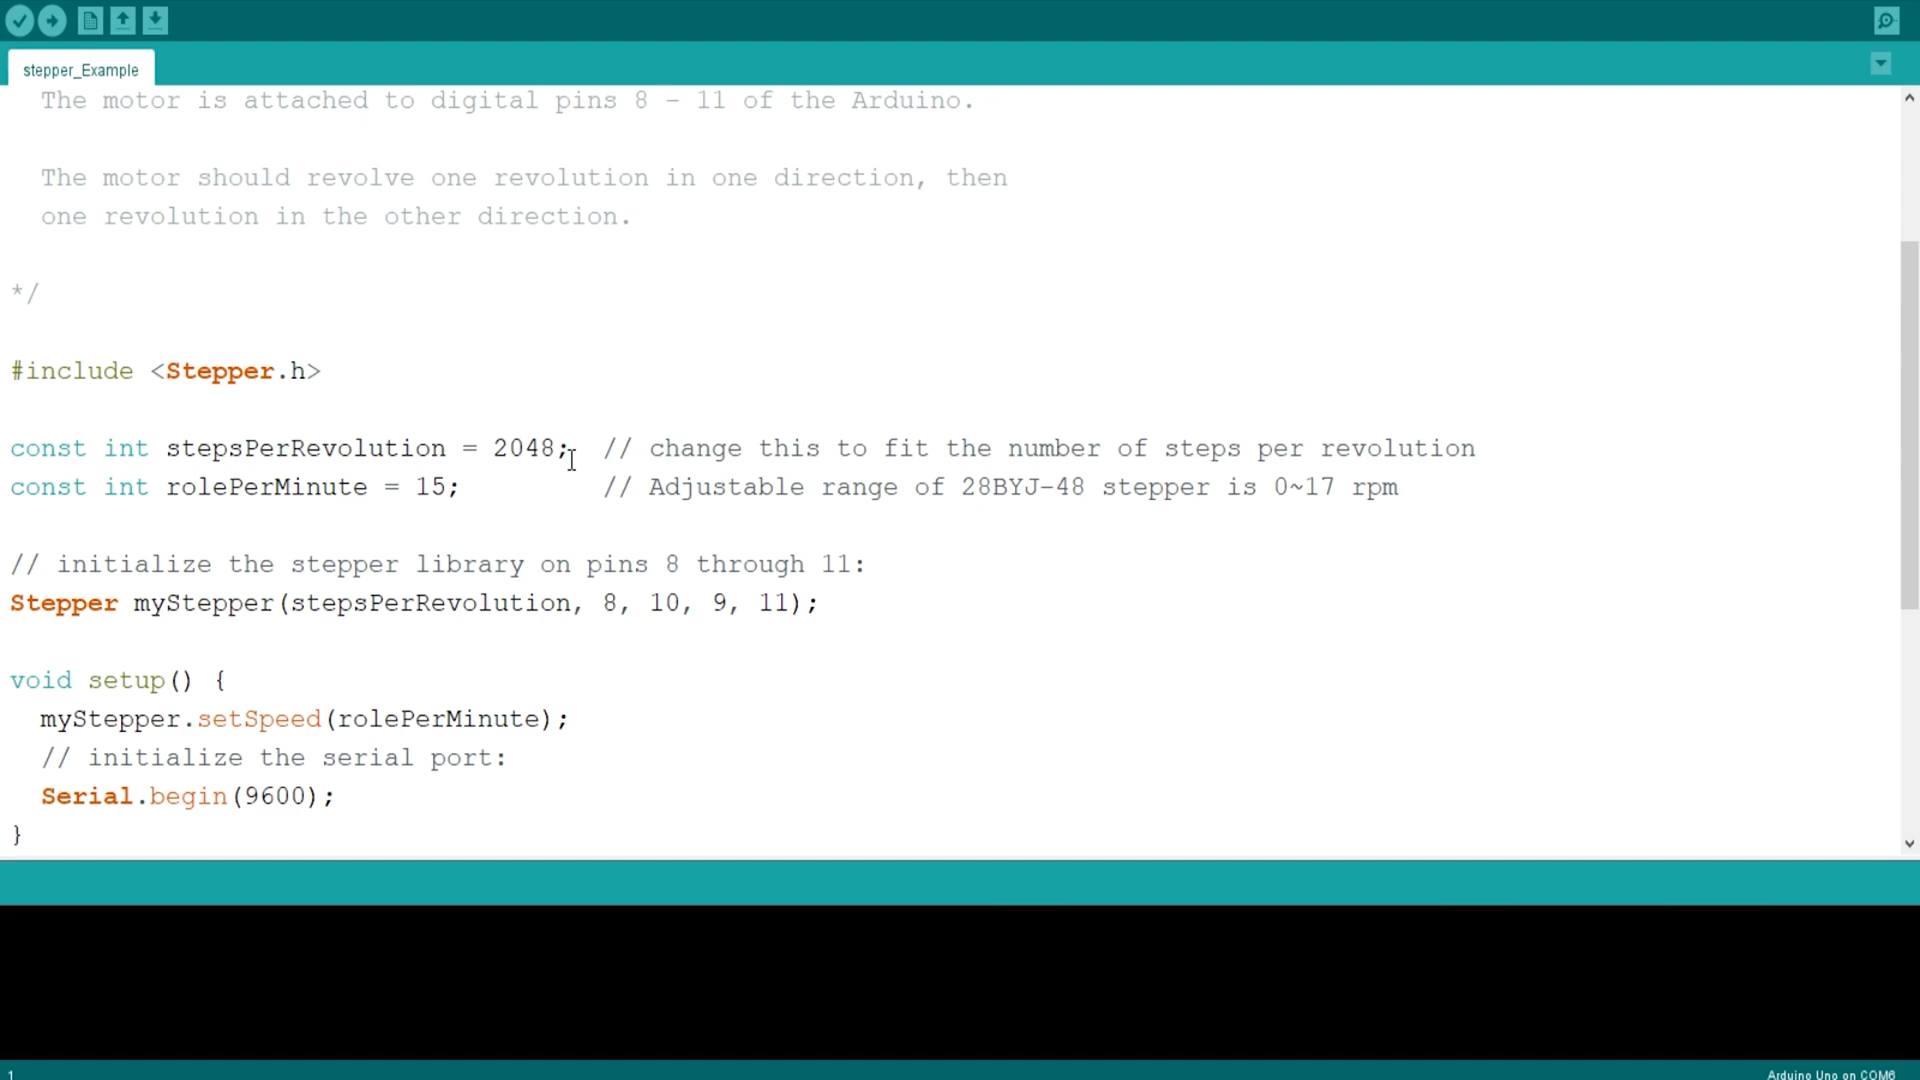 stepper_Example
The motor is attached to digital pins 8 - 11 of the Arduino.
The motor should revolve one revolution in one direction, then
one revolution in the other direction.
*/
#include <Stepper.h>
const int stepsPerRevolution = 2048;  // change this to fit the number of steps per revolution
const int rolePerMinute = 15;         // Adjustable range of 28BYJ-48 stepper is 0~17 rpm
// initialize the stepper library on pins 8 through 11:
Stepper myStepper(stepsPerRevolution, 8, 10, 9, 11);
void setup() {
myStepper.setSpeed(rolePerMinute);
// initialize the serial port:
Serial.begin(9600);
}
1
Arduino Uno on COM6